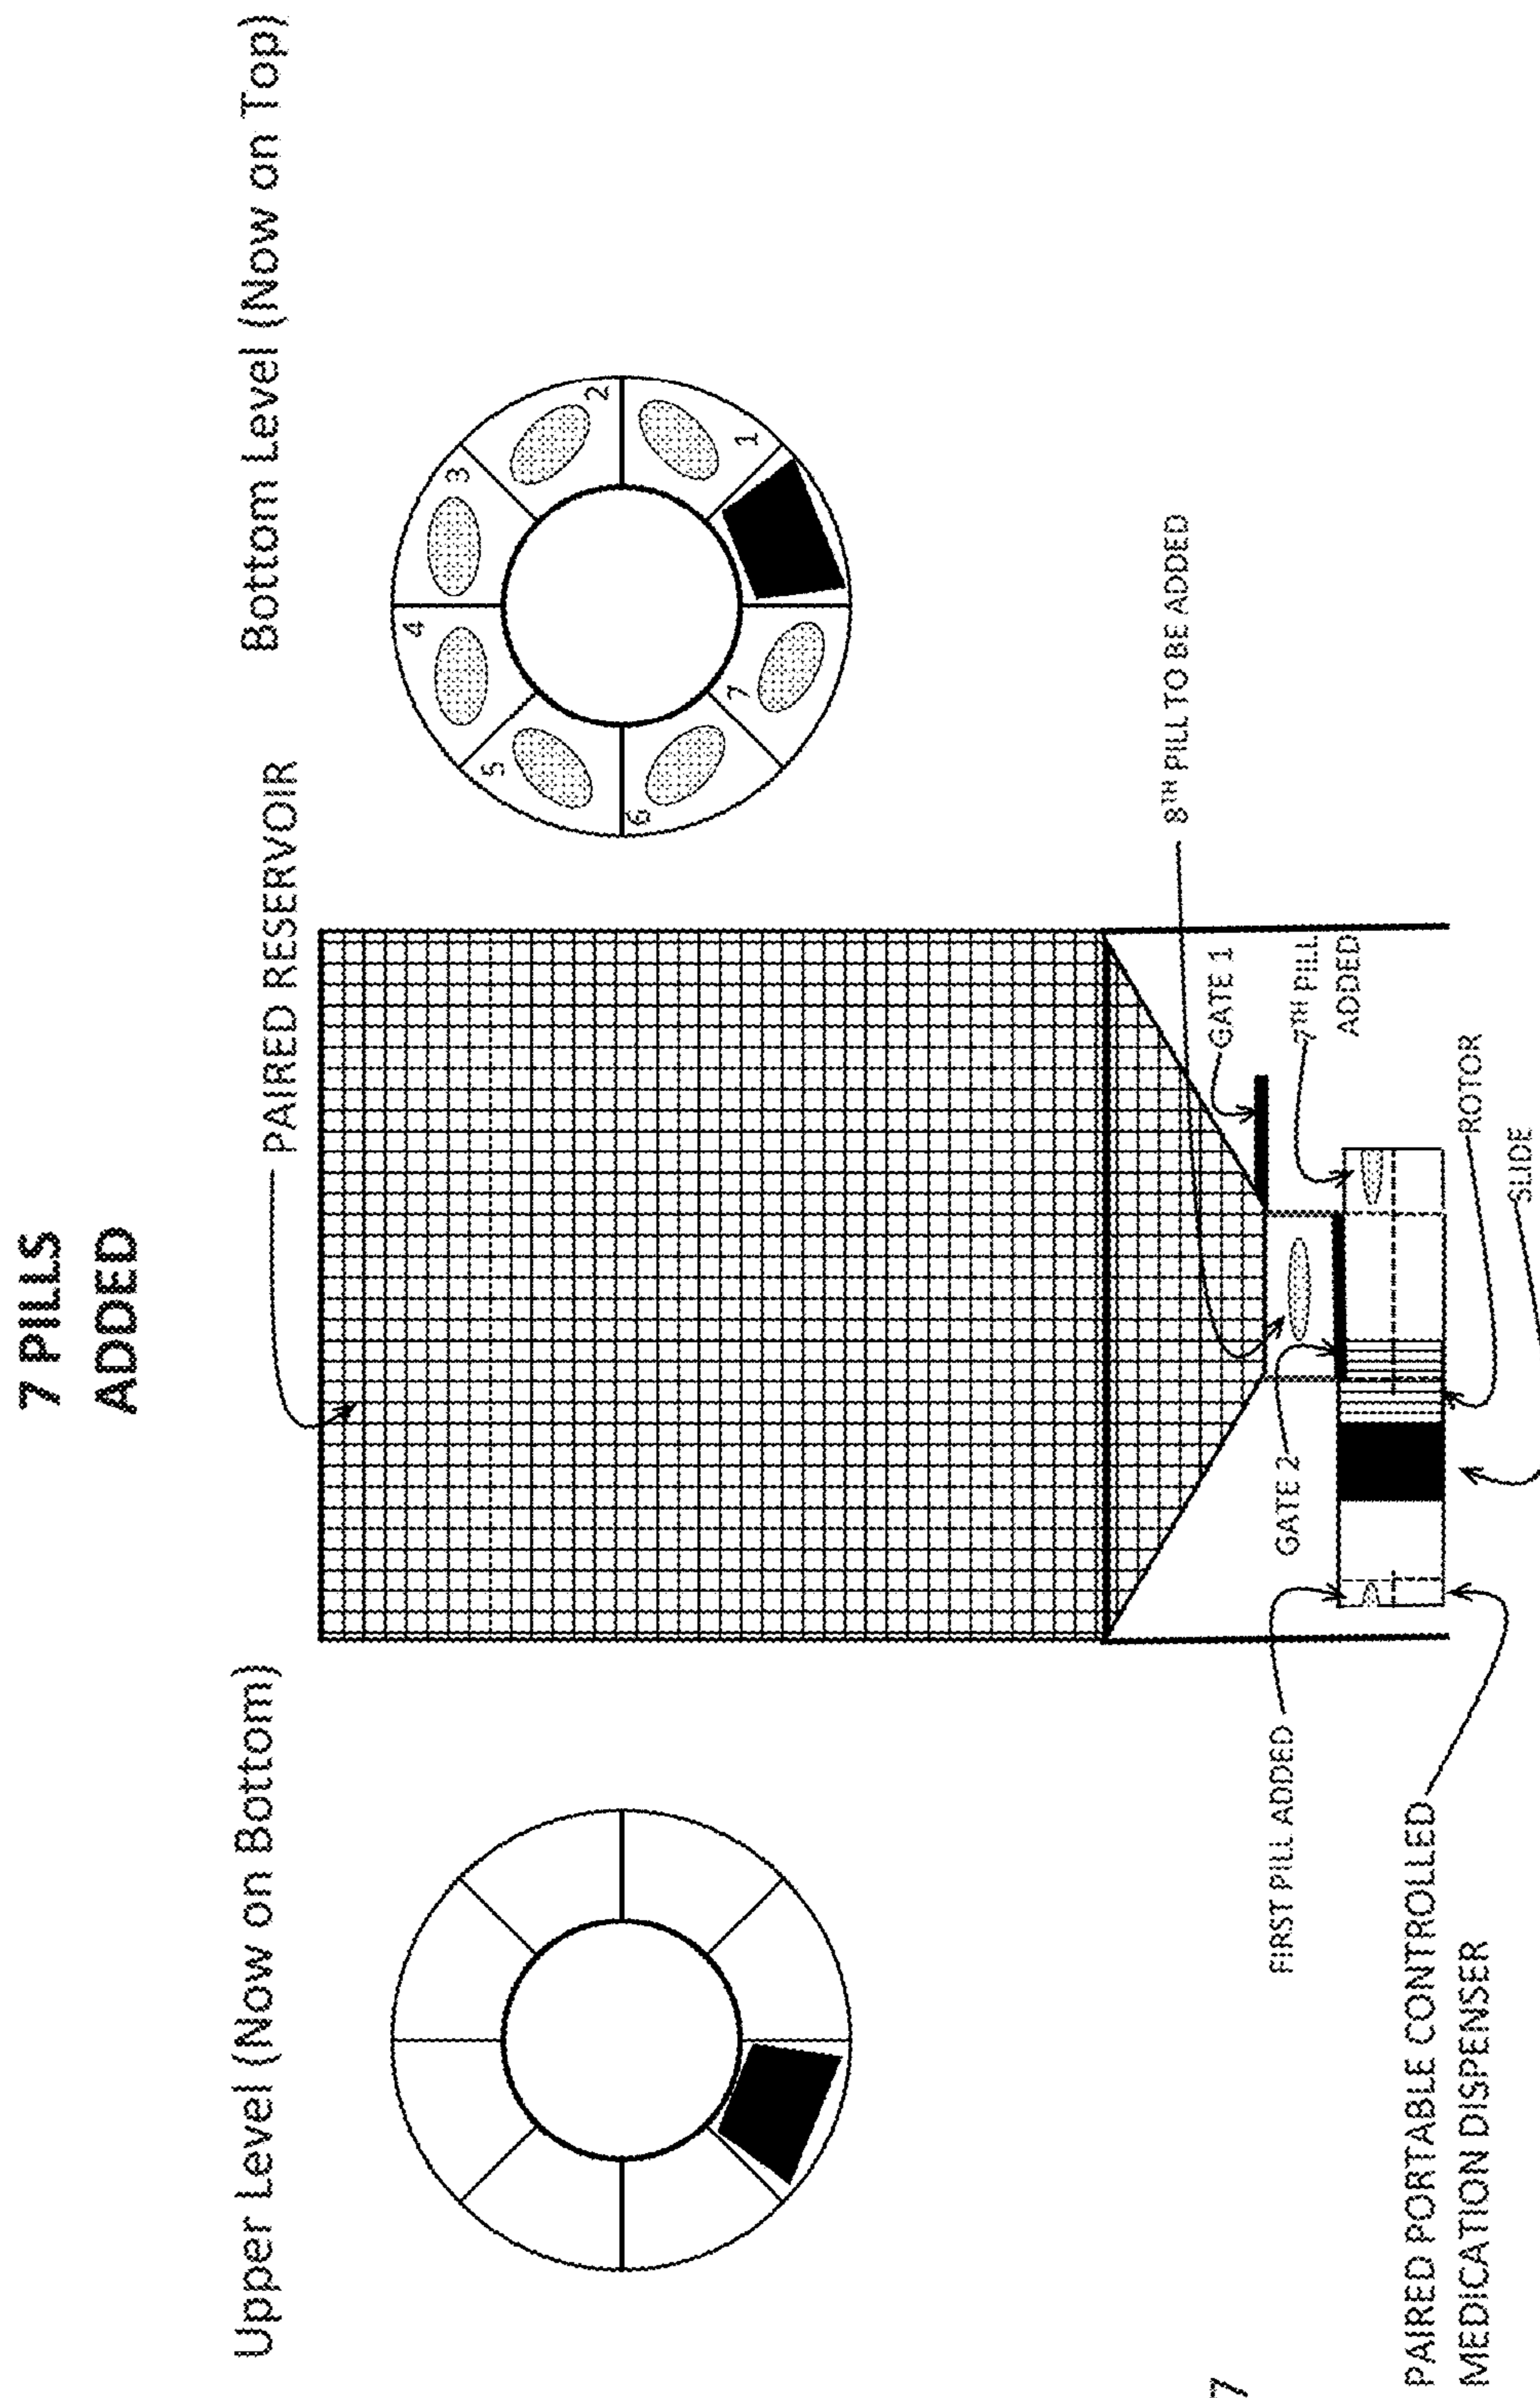 7 PILLS
ADDED
Upper Level (Now on Bottom)
PAIRED RESERVOIR
Bottom Level (Now on Top)
1
2
3
4
5
6
7
8TH PILL TO BE ADDED
GATE 1
7TH PILL
ADDED
GATE 2
FIRST PILL ADDED
ROTOR
SLIDE
PAIRED PORTABLE CONTROLLED
MEDICATION DISPENSER
7